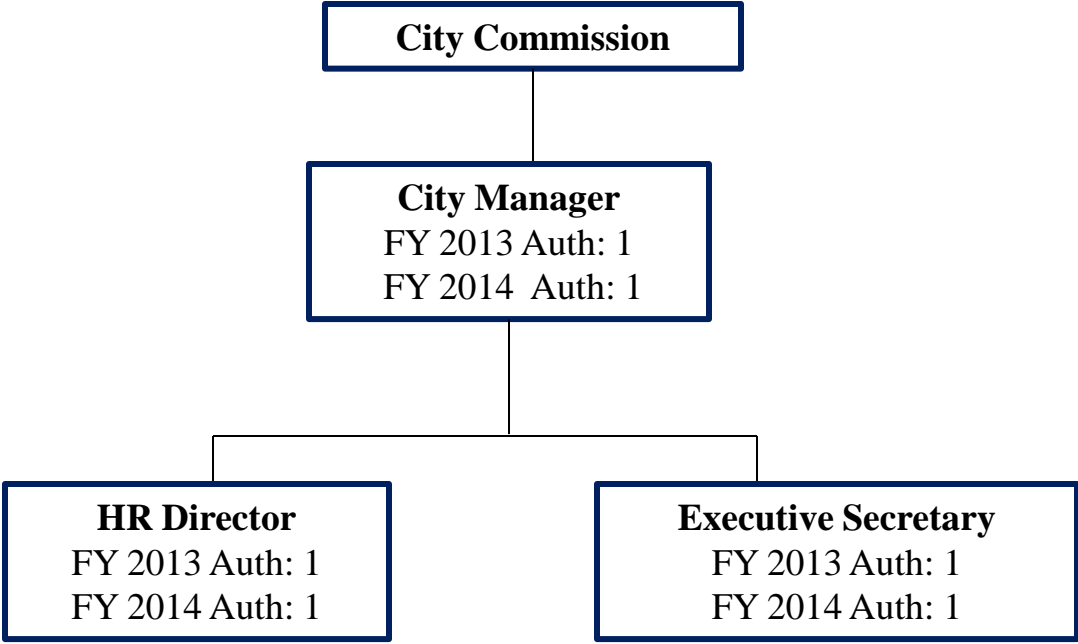 City Commission
City Manager
FY 2013 Auth: 1
FY 2014 Auth: 1
HR Director
FY 2013 Auth: 1
FY 2014 Auth: 1
Executive Secretary
FY 2013 Auth: 1
FY 2014 Auth: 1